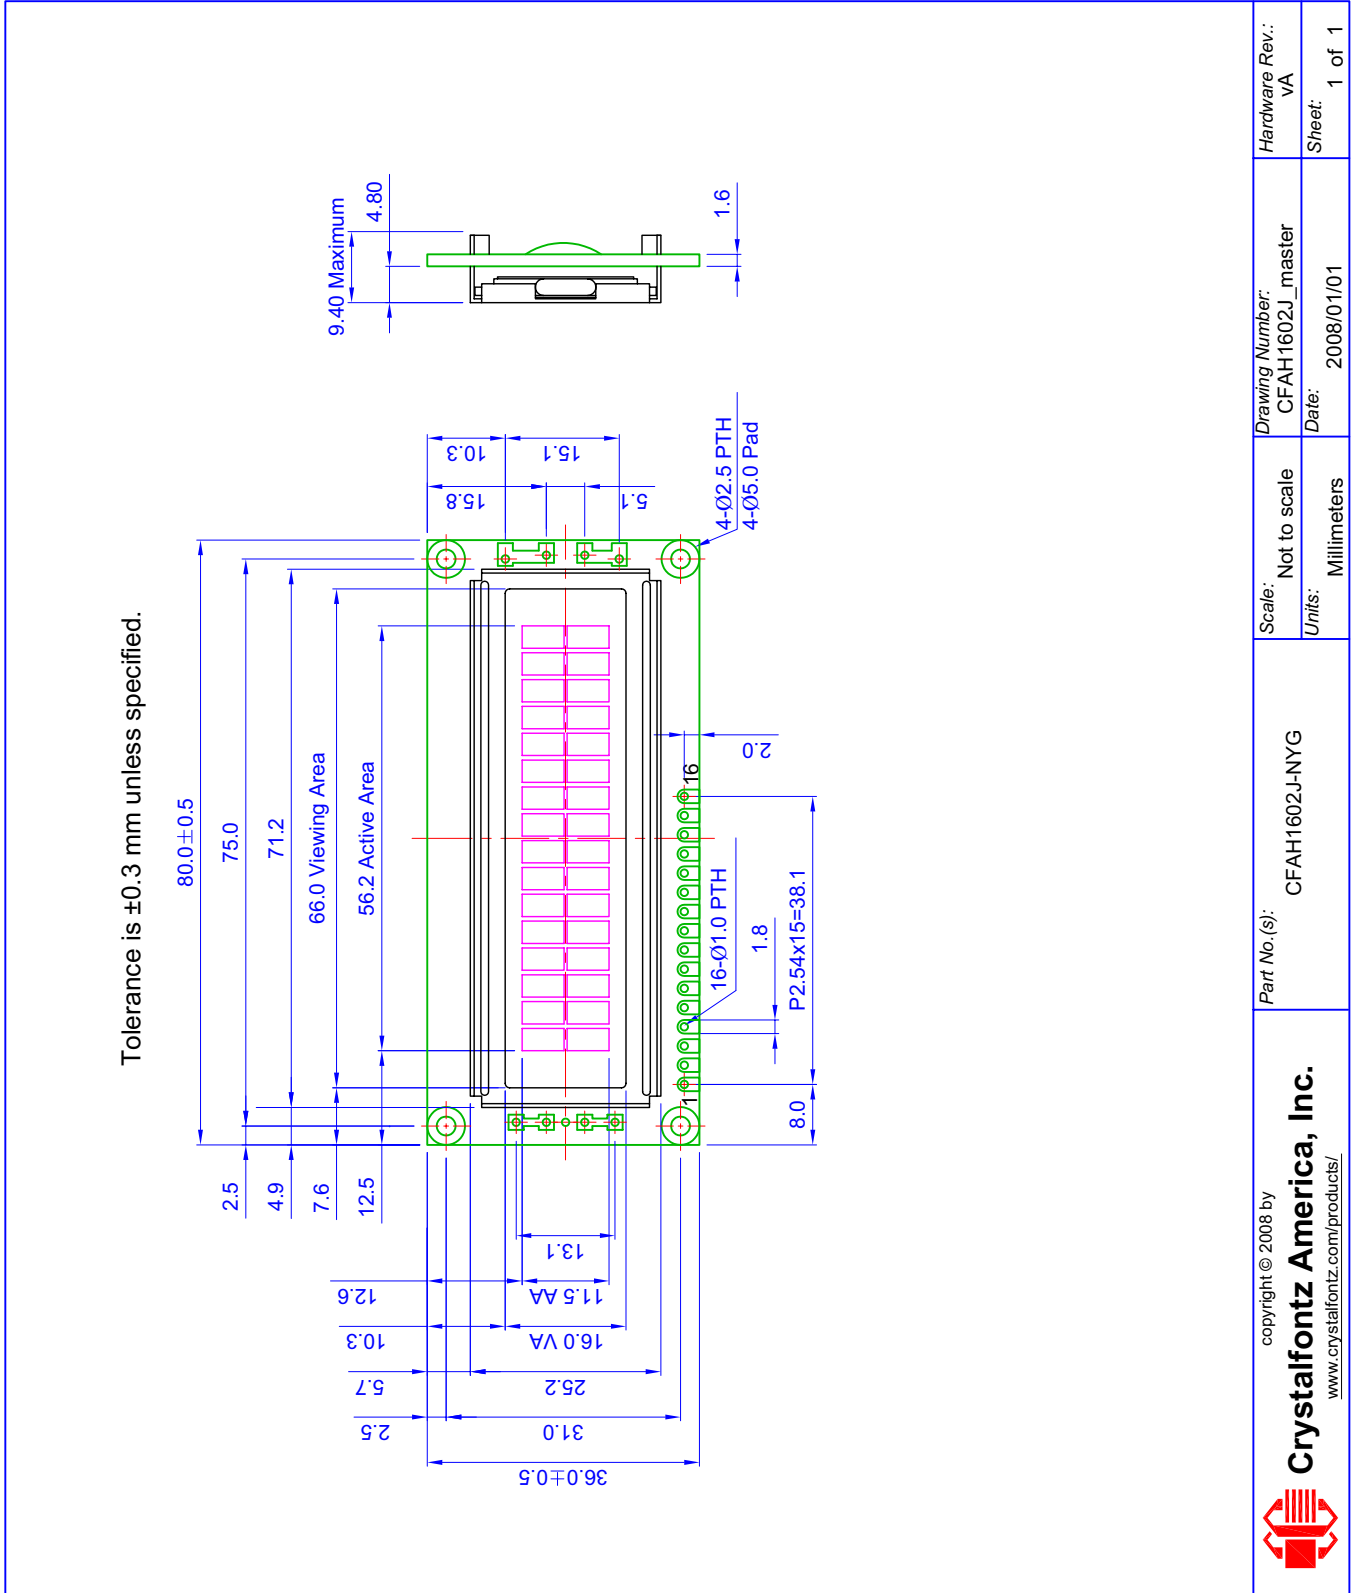 Tolerance is ±0.3 mm unless specified.
80.0±0.5
75.0
71.2
66.0 Viewing Area
56.2 Active Area
2.5
4.9
7.6
12.5
12.6
10.3
5.7
2.5
13.1
11.5 AA
16.0 VA
25.2
31.0
36.0±0.5
10.3
15.1
15.8
5.1
4-Ø2.5 PTH
4-Ø5.0 Pad
2.0
1
16
16-Ø1.0 PTH
1.8
P2.54x15=38.1
8.0
9.40 Maximum
4.80
1.6
copyright © 2008 by
Crystalfontz America, Inc.
www.crystalfontz.com/products/
Part No.(s):
CFAH1602J-NYG
Scale:
Not to scale
Units:
Millimeters
Drawing Number:
CFAH1602J_master
Date:
2008/01/01
Hardware Rev.:
vA
Sheet:
1 of 1